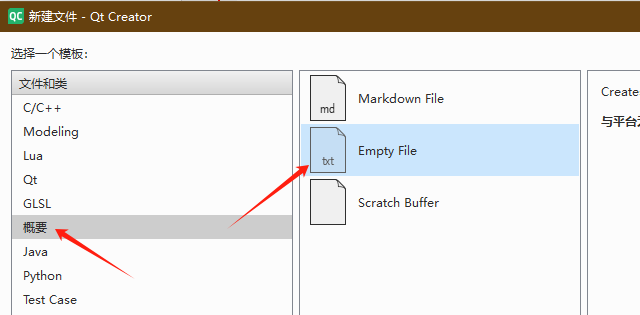 QC 新建文件 - Qt Creator
选择一个模板:
文件和类
C/C++
Modeling
Lua
Qt
GLSL
概要
Java
Python
Test Case
md Markdown File
txt Empty File
Scratch Buffer
Create
与平台